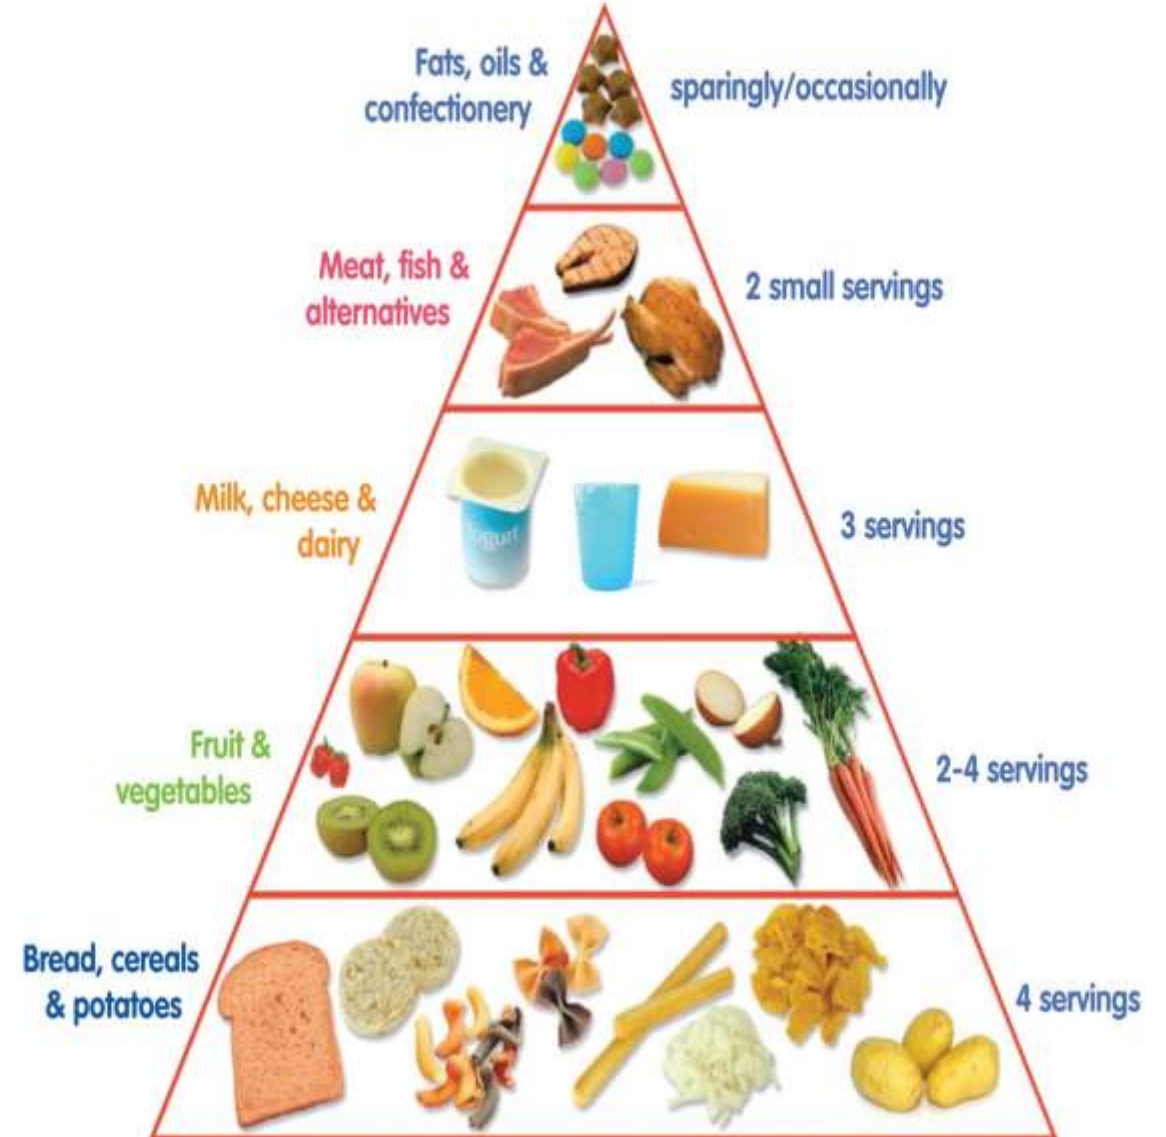 Fats, oils &
confectionery
sparingly/occasionally
Meat, fish &
alternatives
2 small servings
Milk, cheese &
dairy
3 servings
Fruit &
vegetables
2-4 servings
Bread, cereals
& potatoes
4 servings